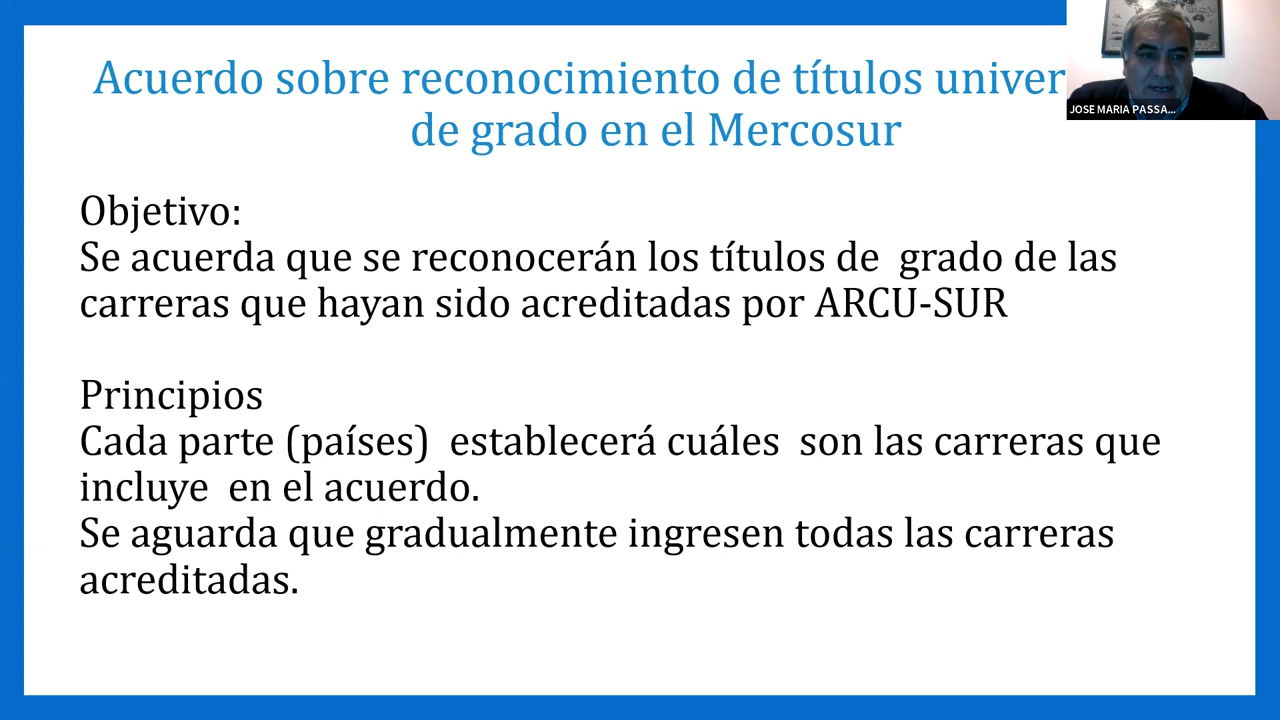 Acuerdo sobre reconocimiento de títulos univer
de grado en el Mercosur
JOSE MARIA PASSA...
Objetivo:
Se acuerda que se reconocerán los títulos de grado de las
carreras que hayan sido acreditadas por ARCU-SUR
Principios
Cada parte (países) establecerá cuáles son las carreras que
incluye en el acuerdo.
Se aguarda que gradualmente ingresen todas las carreras
acreditadas.